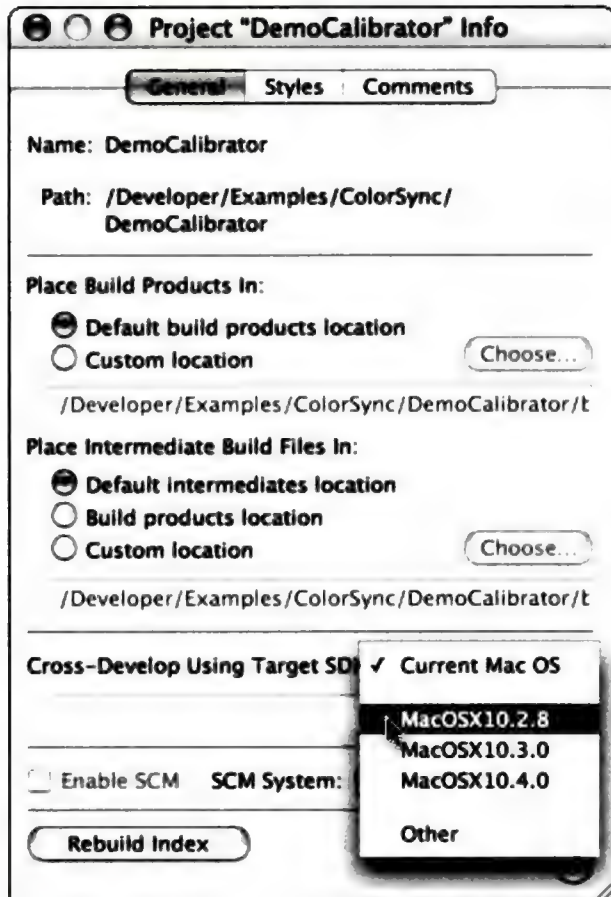 Project "DemoCalibrator" Info
General Styles Comments
Name: DemoCalibrator
Path: /Developer/Examples/ColorSync/
DemoCalibrator
Place Build Products In:
Default build products location
Custom location Choose...
/Developer/Examples/ColorSync/DemoCalibrator/b
Place Intermediate Build Files In:
Default intermediates location
Build products location
Custom location Choose...
/Developer/Examples/ColorSync/DemoCalibrator/b
Cross-Develop Using Target SDK ✓ Current Mac OS
MacOSX10.2.8
MacOSX10.3.0
MacOSX10.4.0
Enable SCM SCM System:
Other
Rebuild Index